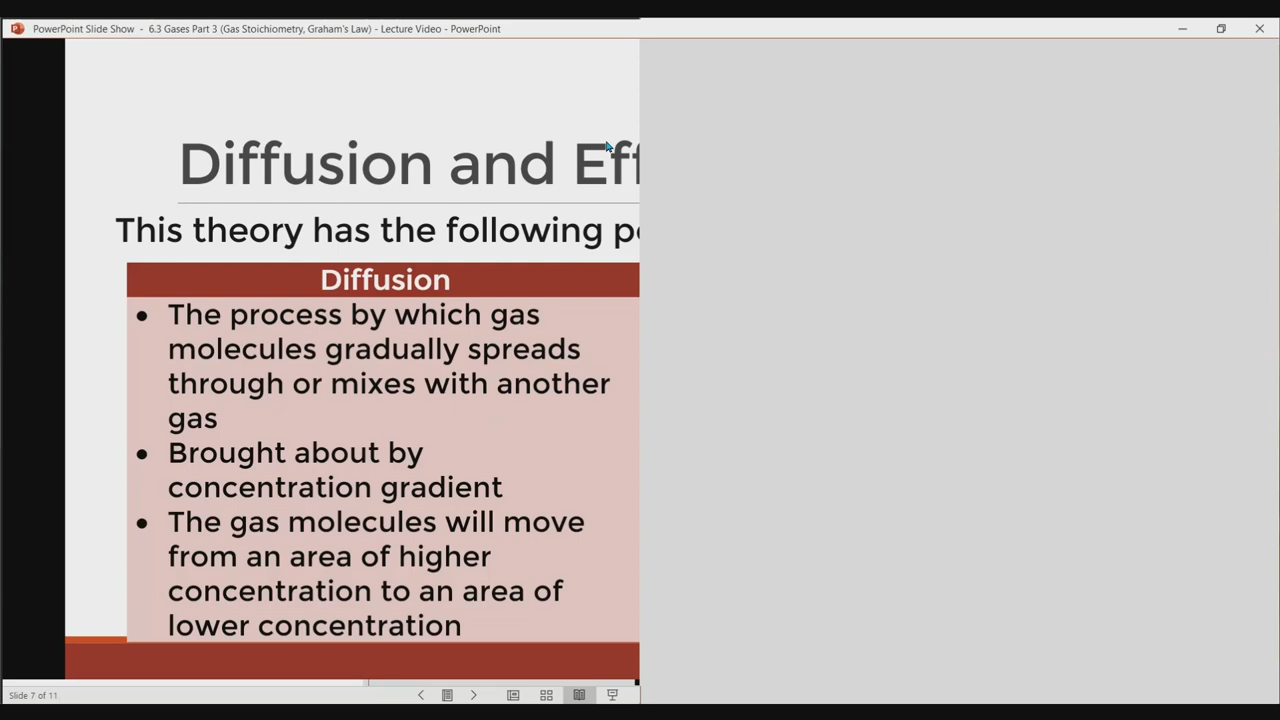 PowerPoint Slide Show - 6.3 Gases Part 3 (Gas Stoichiometry, Graham's Law) - Lecture Video - PowerPoint
Diffusion and
This theory has the following
Diffusion
• The process by which gas
molecules gradually spreads
through or mixes with another
gas
• Brought about by
concentration gradient
• The gas molecules will move
from an area of higher
concentration to an area of
lower concentration
Slide 7 of 11